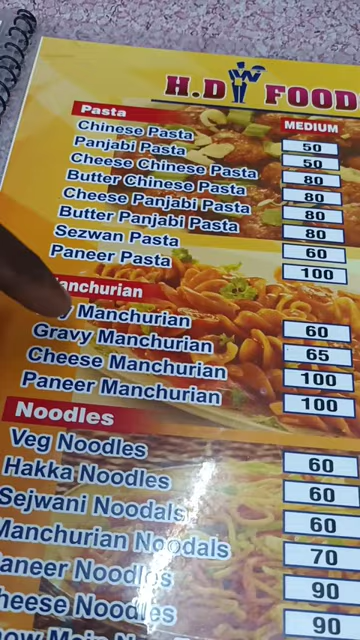 H.D FOOD
Pasta MEDIUM
Chinese Pasta 50
Panjabi Pasta 50
Cheese Chinese Pasta 80
Butter Chinese Pasta 80
Cheese Panjabi Pasta 80
Butter Panjabi Pasta 80
Sezwan Pasta 60
Paneer Pasta 100
Manchurian
Manchurian 60
Gravy Manchurian 65
Cheese Manchurian 100
Paneer Manchurian 100
Noodles
Veg Noodles 60
Hakka Noodles 60
Sejwani Noodals 60
Manchurian Noodals 70
Paneer Noodles 90
Cheese Noodles 90